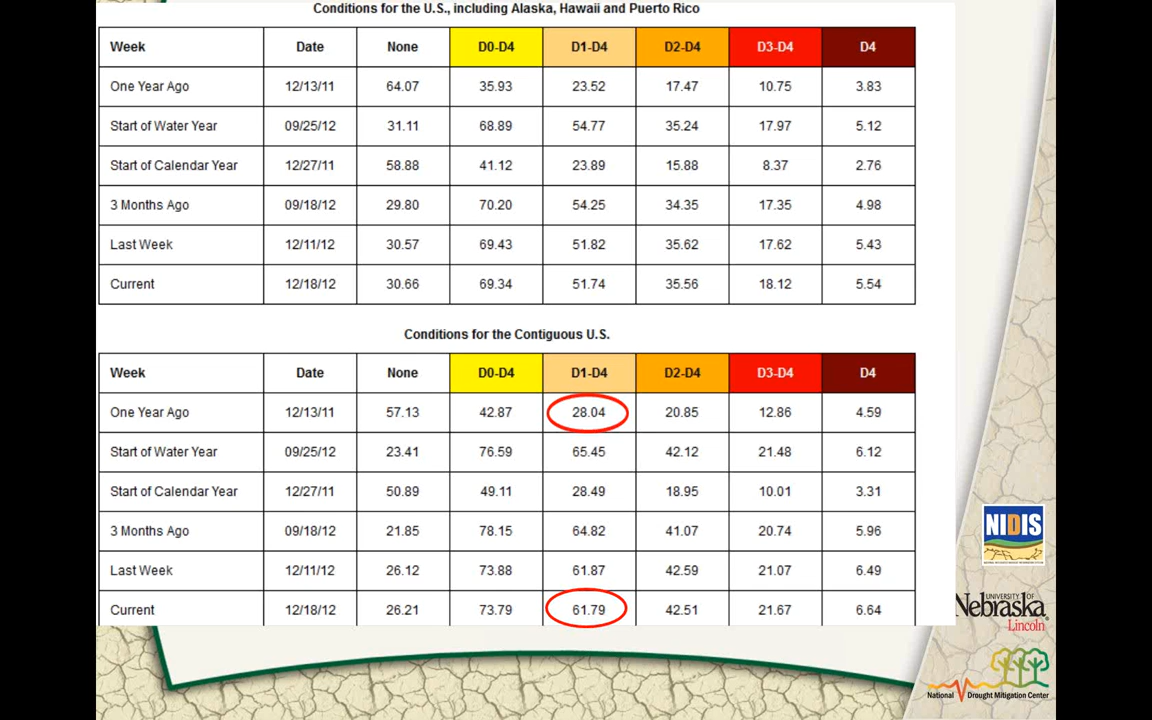 Conditions for the U.S., including Alaska, Hawaii and Puerto Rico
Week Date None D0-D4 D1-D4 D2-D4 D3-D4 D4
One Year Ago 12/13/11 64.07 35.93 23.52 17.47 10.75 3.83
Start of Water Year 09/25/12 31.11 68.89 54.77 35.24 17.97 5.12
Start of Calendar Year 12/27/11 58.88 41.12 23.89 15.88 8.37 2.76
3 Months Ago 09/18/12 29.80 70.20 54.25 34.35 17.35 4.98
Last Week 12/11/12 30.57 69.43 51.82 35.62 17.62 5.43
Current 12/18/12 30.66 69.34 51.74 35.56 18.12 5.54
Conditions for the Contiguous U.S.
Week Date None D0-D4 D1-D4 D2-D4 D3-D4 D4
One Year Ago 12/13/11 57.13 42.87 28.04 20.85 12.86 4.59
Start of Water Year 09/25/12 23.41 76.59 65.45 42.12 21.48 6.12
Start of Calendar Year 12/27/11 50.89 49.11 28.49 18.95 10.01 3.31
3 Months Ago 09/18/12 21.85 78.15 64.82 41.07 20.74 5.96
Last Week 12/11/12 26.12 73.88 61.87 42.59 21.07 6.49
Current 12/18/12 26.21 73.79 61.79 42.51 21.67 6.64
NIDIS
UNIVERSITY OF
Nebraska
Lincoln
National Drought Mitigation Center